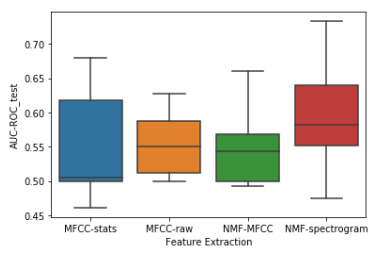 AUC-ROC_test
0.70
0.65
0.60
0.55
0.50
0.45
MFCC-stats MFCC-raw NMF-MFCC NMF-spectrogram
Feature Extraction